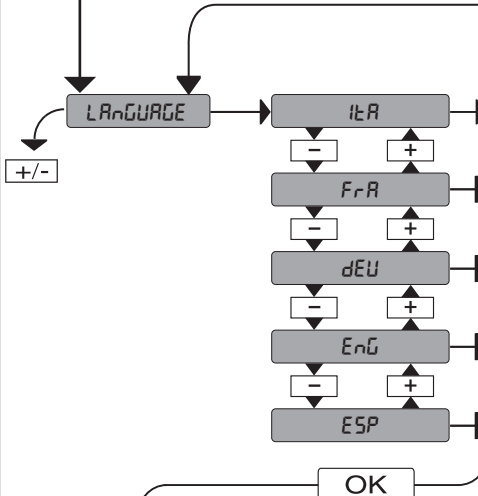 LAnGUAGE
ItA
+/-
- +
FrA
- +
dEU
- +
EnG
- +
ESP
OK